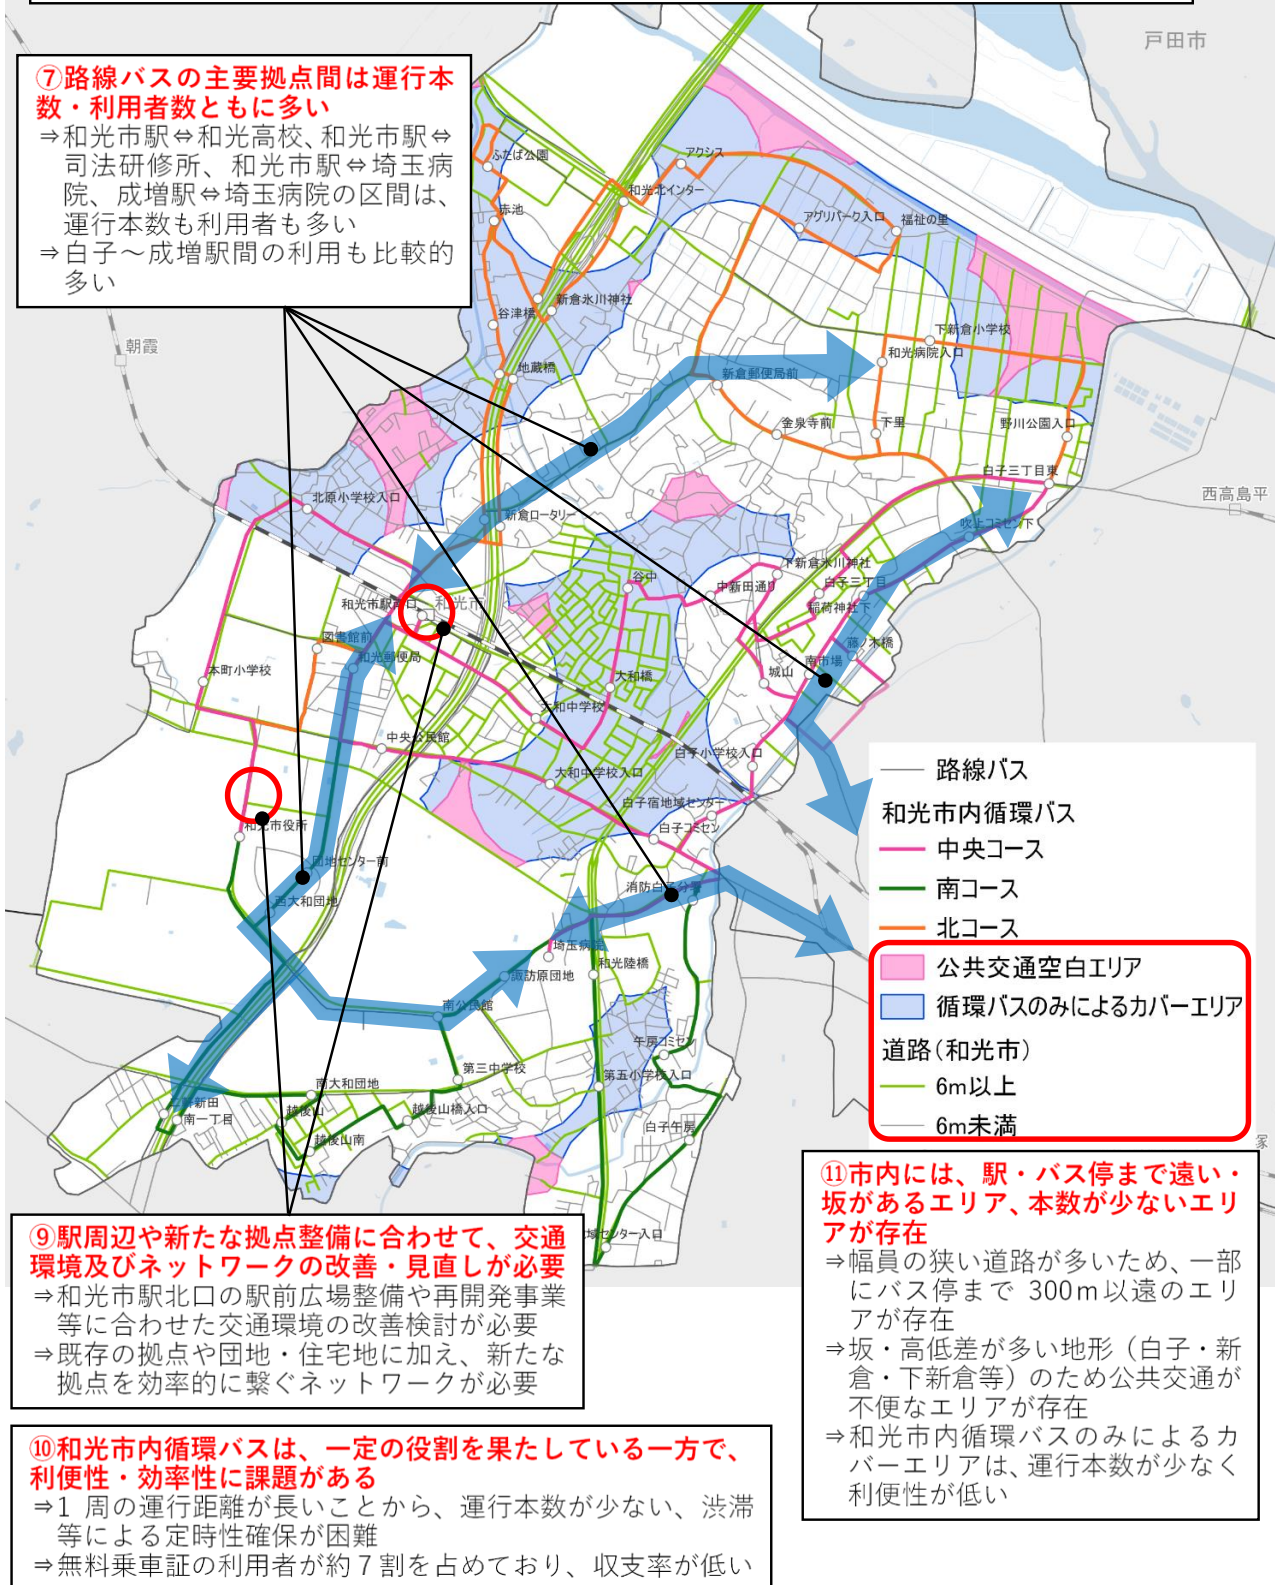 戸田市
⑦路線バスの主要拠点間は運行本
数・利用者数ともに多い
⇒和光市駅⇔和光高校、和光市駅⇔
司法研修所、和光市駅⇔埼玉病
院、成増駅⇔埼玉病院の区間は、
運行本数も利用者も多い
⇒白子～成増駅間の利用も比較的
多い
ふたば公園
アクシス
和光北インター
赤池
アグリパーク入口
福祉の里
新倉氷川神社
谷津橋
下新倉小学校
朝霞
和光病院入口
地蔵橋
新倉郵便局前
金泉寺前
下里
野川公園入口
白子三丁目東
西高島平
北原小学校入口
新倉ロータリー
吹上コミセン下
下新倉氷川神社
谷中
中新田通り
白子三丁目
和光市駅南口
和光市
稲荷神社下
図書館前
和光郵便局
藤ノ木橋
本町小学校
南市場
城山
大和橋
大和中学校
中央公民館
白子小学校入口
大和中学校入口
白子宿地域センター
和光市役所
白子コミセン
団地センター前
西大和団地
消防白子分署
埼玉病院
諏訪原団地
和光陸橋
南公民館
午房コミセン
第三中学校
第五小学校入口
南大和団地
新田
南一丁目
越後山
越後山橋入口
越後山南
白子午房
域センター入口
塚
路線バス
和光市内循環バス
中央コース
南コース
北コース
公共交通空白エリア
循環バスのみによるカバーエリア
道路(和光市)
6m以上
6m未満
⑪市内には、駅・バス停まで遠い・
坂があるエリア、本数が少ないエリ
アが存在
⇒幅員の狭い道路が多いため、一部
にバス停まで 300m以遠のエリ
アが存在
⇒坂・高低差が多い地形（白子・新
倉・下新倉等）のため公共交通が
不便なエリアが存在
⇒和光市内循環バスのみによるカ
バーエリアは、運行本数が少なく
利便性が低い
⑨駅周辺や新たな拠点整備に合わせて、交通
環境及びネットワークの改善・見直しが必要
⇒和光市駅北口の駅前広場整備や再開発事業
等に合わせた交通環境の改善検討が必要
⇒既存の拠点や団地・住宅地に加え、新たな
拠点を効率的に繋ぐネットワークが必要
⑩和光市内循環バスは、一定の役割を果たしている一方で、
利便性・効率性に課題がある
⇒1 周の運行距離が長いことから、運行本数が少ない、渋滞
等による定時性確保が困難
⇒無料乗車証の利用者が約７割を占めており、収支率が低い